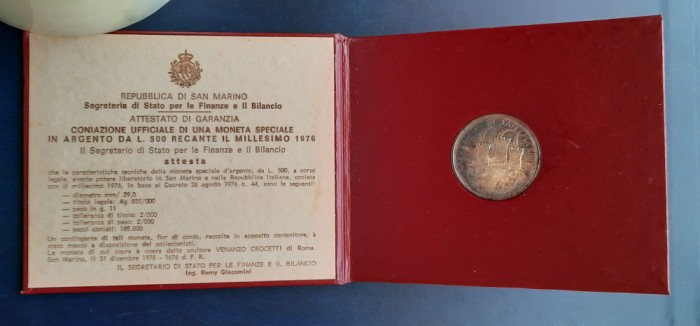 REPUBBLICA DI SAN MARINO
Segreteria di Stato per le Finanze e il Bilancio
ATTESTATO DI GARANZIA
CONIAZIONE UFFICIALE DI UNA MONETA SPECIALE
IN ARGENTO DA L. 500 RECANTE IL MILLESIMO 1976
Il Segretario di Stato per le Finanze e il Bilancio
attesta
che le caratteristiche tecniche della moneta speciale d'argento, da L. 500, a corso
legale, avente potere liberatorio in San Marino e nella Repubblica Italiana, coniata
con il millesimo 1976, in base al Decreto 26 agosto 1976 n. 44, sono le seguenti:
— diametro mm/ 29,0
— titolo legale: Ag 835/000
— peso in g. 11
— tolleranza di titolo: 2/000
— tolleranza di peso: 2/000
— pezzi coniati: 195.000.
Un contingente di tali monete, fior di conio, raccolte in apposito contenitore, è
stato messo a disposizione dei collezionisti.
La moneta di cui sopra è opera dello scultore VENANZO CROCETTI di Roma.
San Marino, lì 31 dicembre 1976 - 1676 d. F. R.
IL SEGRETARIO DI STATO PER LE FINANZE E IL BILANCIO
Ing. Remy Giacomini